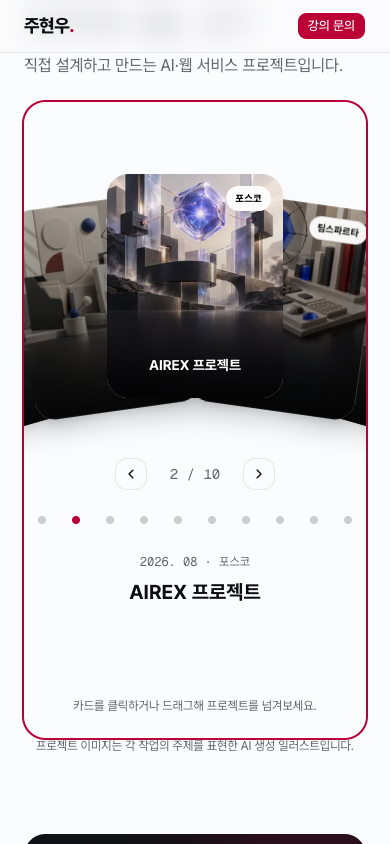 주현우.
강의 문의
직접 설계하고 만드는 AI·웹 서비스 프로젝트입니다.
포스코
팀스파르타
AIREX 프로젝트
2 / 10
2026. 08 · 포스코
AIREX 프로젝트
카드를 클릭하거나 드래그해 프로젝트를 넘겨보세요.
프로젝트 이미지는 각 작업의 주제를 표현한 AI 생성 일러스트입니다.